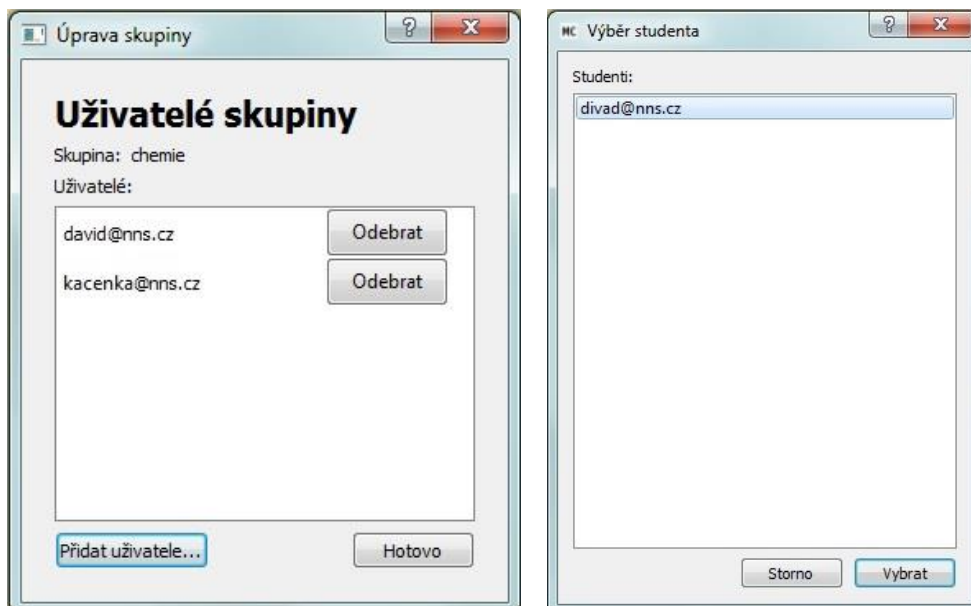 Úprava skupiny
Uživatelé skupiny
Skupina: chemie
Uživatelé:
david@nns.cz Odebrat
kacenka@nns.cz Odebrat
Přidat uživatele... Hotovo
MC Výběr studenta
Studenti:
divad@nns.cz
Storno Vybrat